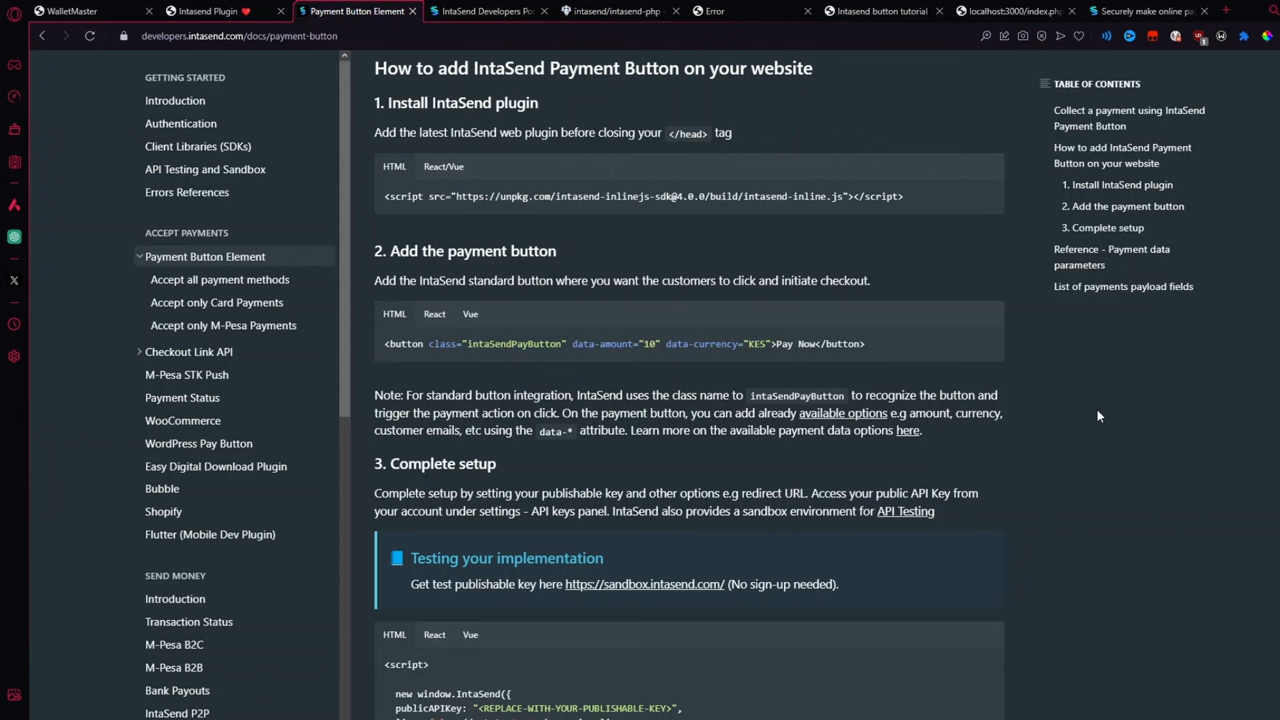 WalletMaster
Intasend Plugin ❤️
Payment Button Element
IntaSend Developers Po
intasend/intasend-php -
Error
Intasend button tutorial
localhost:3000/index.php
Securely make online pa
developers.intasend.com/docs/payment-button
GETTING STARTED
Introduction
Authentication
Client Libraries (SDKs)
API Testing and Sandbox
Errors References
ACCEPT PAYMENTS
Payment Button Element
Accept all payment methods
Accept only Card Payments
Accept only M-Pesa Payments
Checkout Link API
M-Pesa STK Push
Payment Status
WooCommerce
WordPress Pay Button
Easy Digital Download Plugin
Bubble
Shopify
Flutter (Mobile Dev Plugin)
SEND MONEY
Introduction
Transaction Status
M-Pesa B2C
M-Pesa B2B
Bank Payouts
IntaSend P2P
How to add IntaSend Payment Button on your website
1. Install IntaSend plugin
Add the latest IntaSend web plugin before closing your </head> tag
HTML React/Vue
<script src="https://unpkg.com/intasend-inlinejs-sdk@4.0.0/build/intasend-inline.js"></script>
2. Add the payment button
Add the IntaSend standard button where you want the customers to click and initiate checkout.
HTML React Vue
<button class="intaSendPayButton" data-amount="10" data-currency="KES">Pay Now</button>
Note: For standard button integration, IntaSend uses the class name to intaSendPayButton to recognize the button and
trigger the payment action on click. On the payment button, you can add already available options e.g amount, currency,
customer emails, etc using the data-* attribute. Learn more on the available payment data options here.
3. Complete setup
Complete setup by setting your publishable key and other options e.g redirect URL. Access your public API Key from
your account under settings - API keys panel. IntaSend also provides a sandbox environment for API Testing
📘 Testing your implementation
Get test publishable key here https://sandbox.intasend.com/ (No sign-up needed).
HTML React Vue
<script>
new window.IntaSend({
publicAPIKey: "<REPLACE-WITH-YOUR-PUBLISHABLE-KEY>",
TABLE OF CONTENTS
Collect a payment using IntaSend
Payment Button
How to add IntaSend Payment
Button on your website
1. Install IntaSend plugin
2. Add the payment button
3. Complete setup
Reference - Payment data
parameters
List of payments payload fields